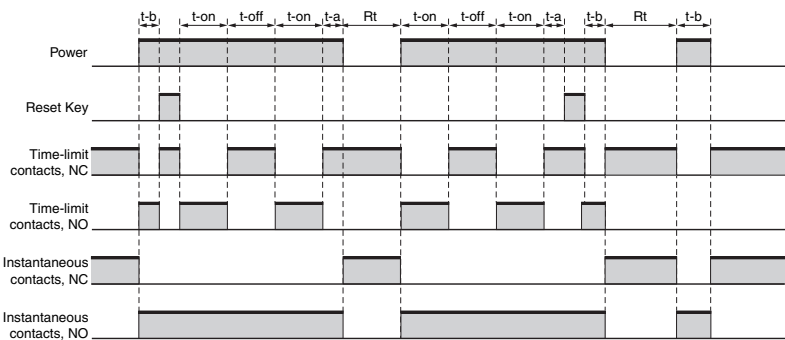 t-b t-on t-off t-on t-a Rt t-on t-off t-on t-a t-b Rt t-b
Power
Reset Key
Time-limit
contacts, NC
Time-limit
contacts, NO
Instantaneous
contacts, NC
Instantaneous
contacts, NO